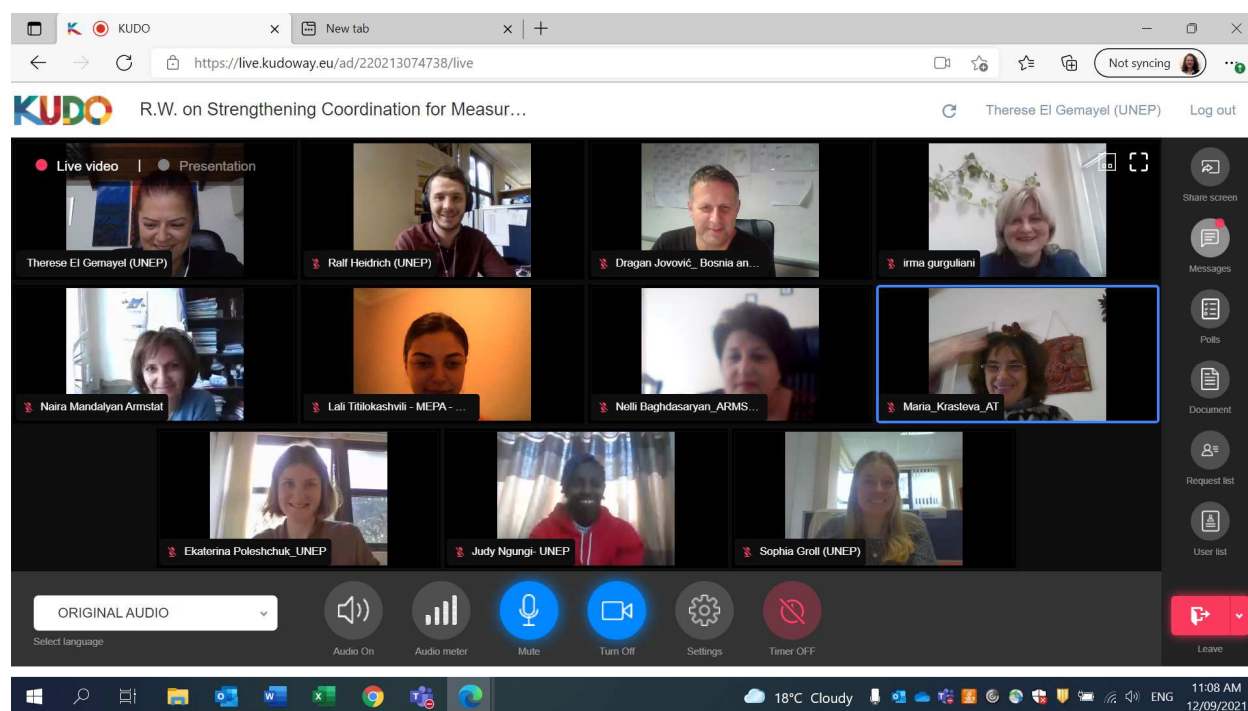 KUDO
New tab
https://live.kudoway.eu/ad/220213074738/live
Not syncing
KUDO
R.W. on Strengthening Coordination for Measur...
Therese El Gemayel (UNEP)
Log out
Live video | Presentation
Share screen
Messages
Polls
Document
Request list
User list
Therese El Gemayel (UNEP)
Ralf Heidrich (UNEP)
Dragan Jovović_ Bosnia an...
irma gurguliani
Naira Mandalyan Armstat
Lali Titilokashvili - MEPA - ...
Nelli Baghdasaryan_ARMS...
Maria_Krasteva_AT
Ekaterina Poleshchuk_UNEP
Judy Ngungi- UNEP
Sophia Groll (UNEP)
ORIGINAL AUDIO
Select language
Audio On
Audio meter
Mute
Turn Off
Settings
Timer OFF
Leave
18°C Cloudy
ENG
11:08 AM
12/09/2021